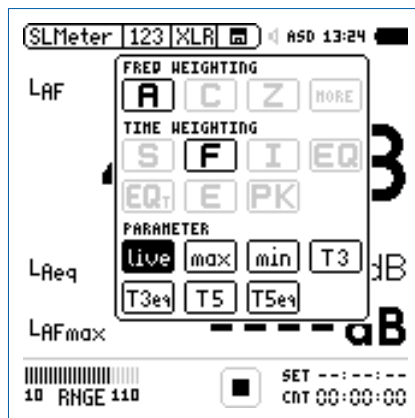 SLMeter 123 XLR ASD 13:24
FREQ WEIGHTING
LAF
A C Z MORE
TIME WEIGHTING
S F I EQ
EQT E PK
PARAMETER
live max min T3
LAeq dB
T3eq T5 T5eq
LAFmax dB
10 RNGE 110
SET --:--:--
CNT 00:00:00